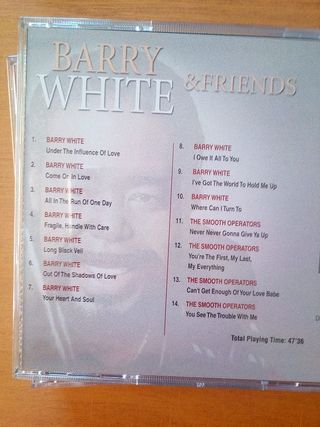 BARRY
WHITE
& FRIENDS
1. BARRY WHITE
Under The Influence Of Love
2. BARRY WHITE
Come On In Love
3. BARRY WHITE
All In The Run Of One Day
4. BARRY WHITE
Fragile, Handle With Care
5. BARRY WHITE
Long Black Veil
6. BARRY WHITE
Out Of The Shadows Of Love
7. BARRY WHITE
Your Heart And Soul
8. BARRY WHITE
I Owe It All To You
9. BARRY WHITE
I've Got The World To Hold Me Up
10. BARRY WHITE
Where Can I Turn To
11. THE SMOOTH OPERATORS
Never Never Gonna Give Ya Up
12. THE SMOOTH OPERATORS
You're The First, My Last,
My Everything
13. THE SMOOTH OPERATORS
Can't Get Enough Of Your Love Babe
14. THE SMOOTH OPERATORS
You See The Trouble With Me
Total Playing Time: 47'36